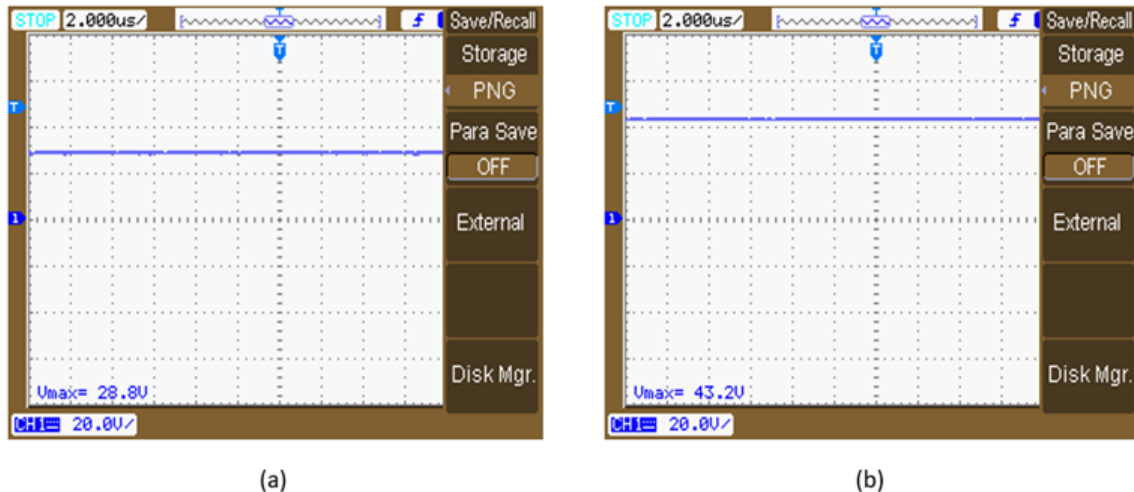 STOP 2.000us/ Save/Recall
T
Storage
T
PNG
T
Para Save
OFF
1
External
Disk Mgr.
Vmax= 28.8V
CH1 20.0V/
(a)
STOP 2.000us/ Save/Recall
T
Storage
T
PNG
T
Para Save
OFF
1
External
Disk Mgr.
Vmax= 43.2V
CH1 20.0V/
(b)